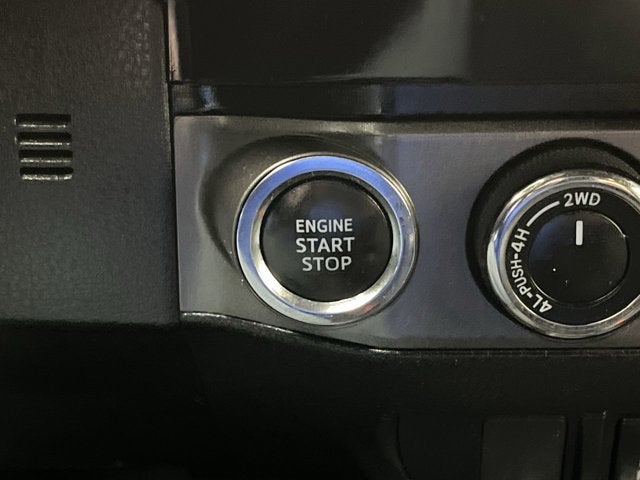 ENGINE
START
STOP
2WD
4L-PUSH-4H